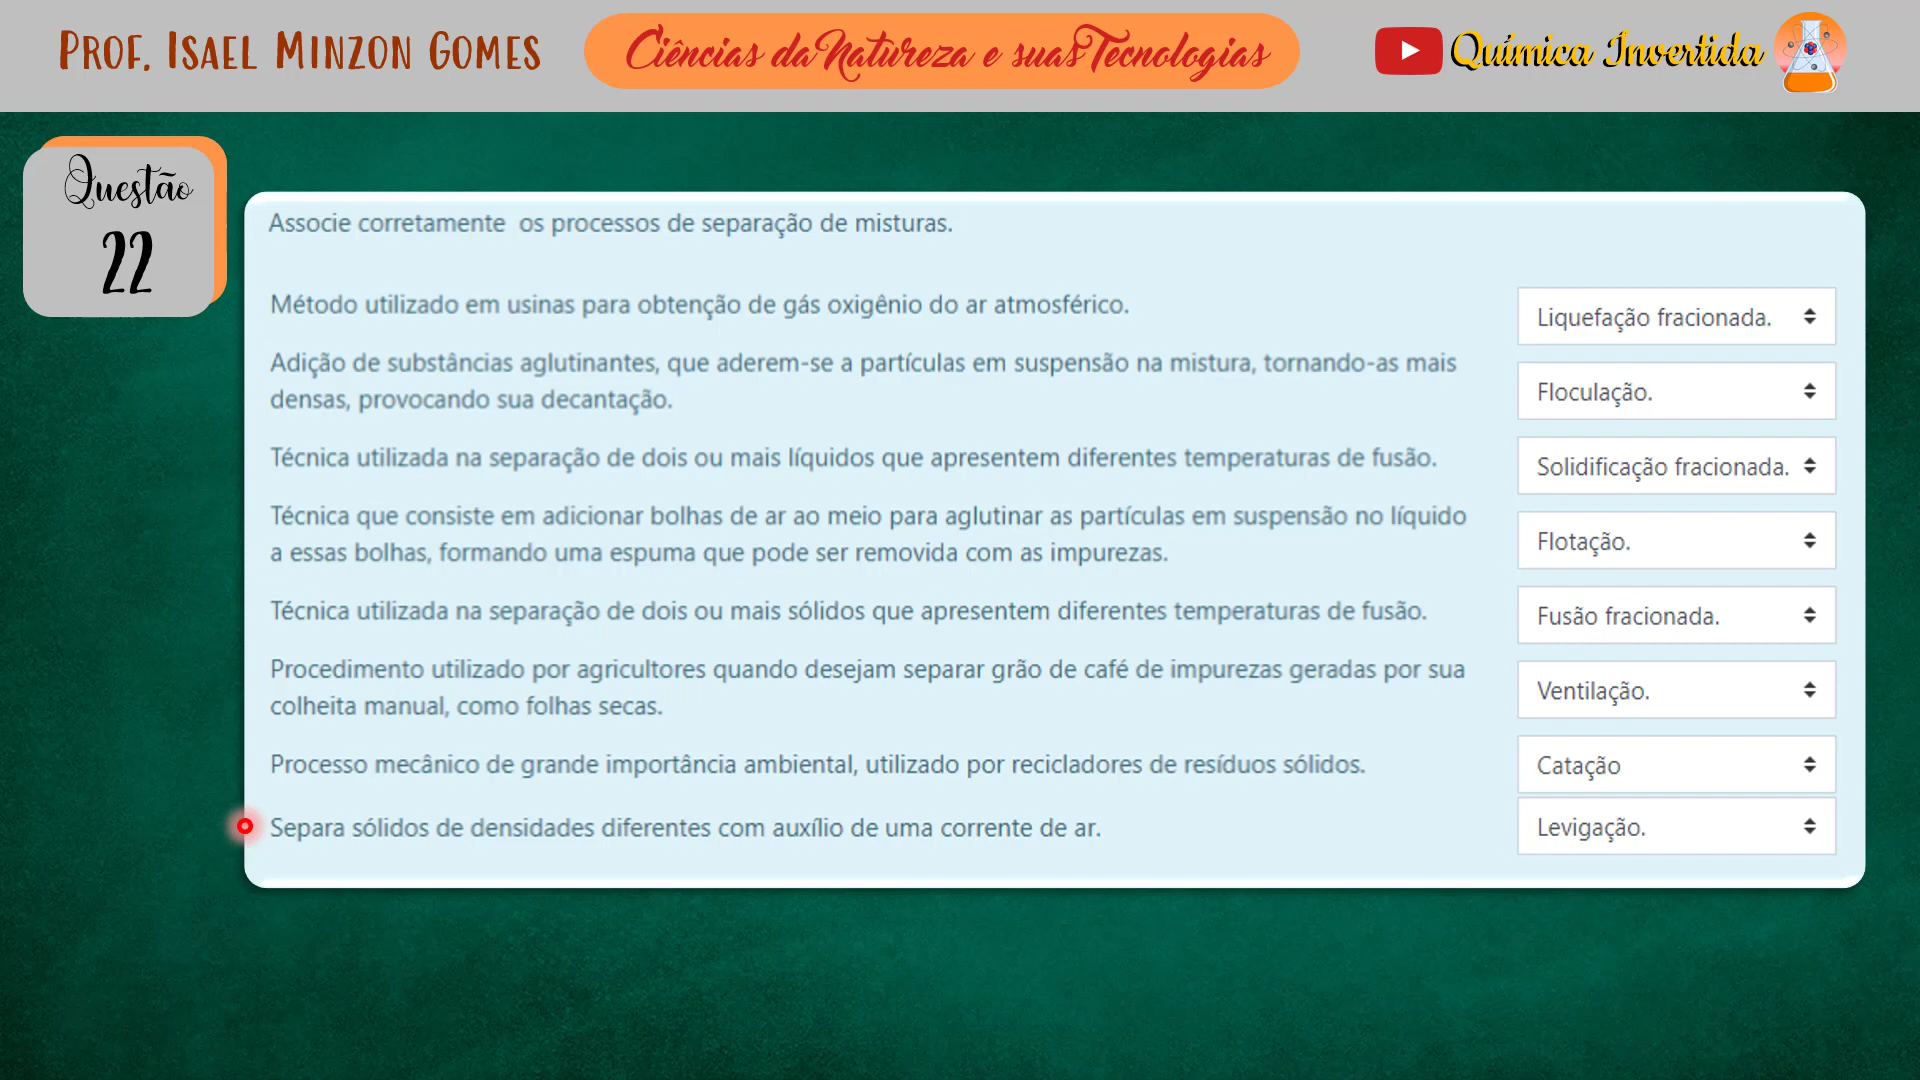 Prof. Isael Minzon Gomes
Ciências da Natureza e suas Tecnologias
Química Invertida
Questão
22
Associe corretamente os processos de separação de misturas.
Método utilizado em usinas para obtenção de gás oxigênio do ar atmosférico.
Liquefação fracionada.
Adição de substâncias aglutinantes, que aderem-se a partículas em suspensão na mistura, tornando-as mais
densas, provocando sua decantação.
Floculação.
Técnica utilizada na separação de dois ou mais líquidos que apresentem diferentes temperaturas de fusão.
Solidificação fracionada.
Técnica que consiste em adicionar bolhas de ar ao meio para aglutinar as partículas em suspensão no líquido
a essas bolhas, formando uma espuma que pode ser removida com as impurezas.
Flotação.
Técnica utilizada na separação de dois ou mais sólidos que apresentem diferentes temperaturas de fusão.
Fusão fracionada.
Procedimento utilizado por agricultores quando desejam separar grão de café de impurezas geradas por sua
colheita manual, como folhas secas.
Ventilação.
Processo mecânico de grande importância ambiental, utilizado por recicladores de resíduos sólidos.
Catação
Separa sólidos de densidades diferentes com auxílio de uma corrente de ar.
Levigação.